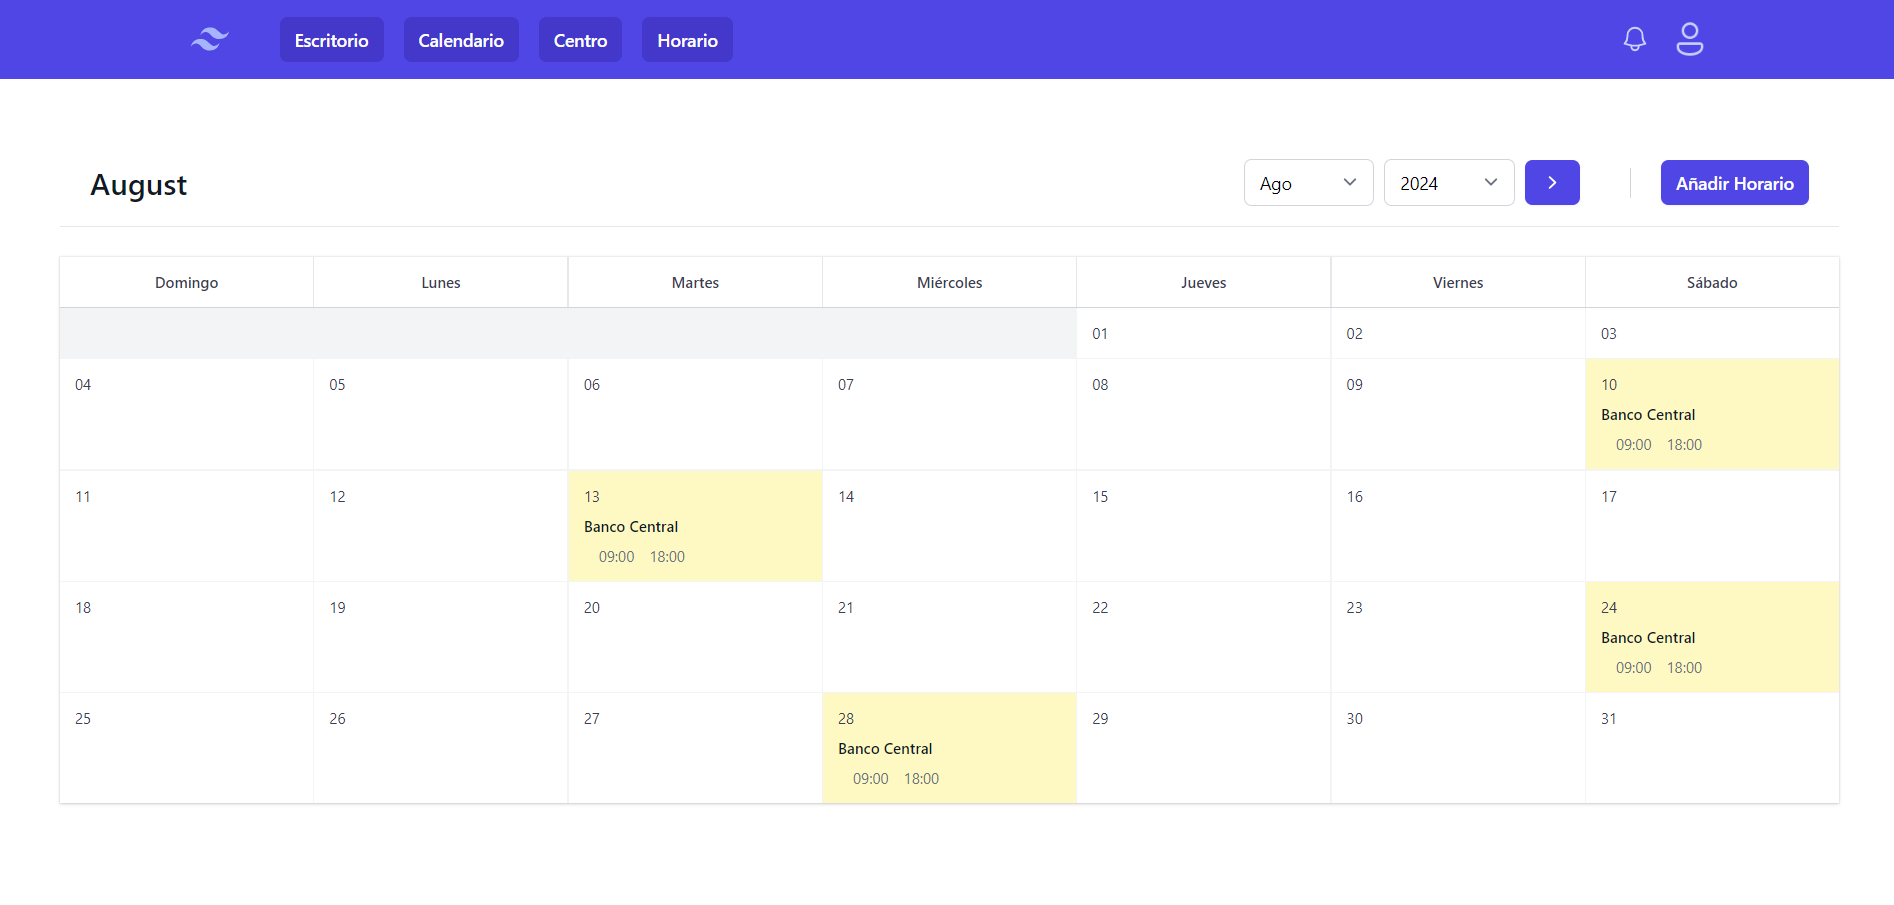 Escritorio Calendario Centro Horario
August Ago 2024 Añadir Horario
Domingo Lunes Martes Miércoles Jueves Viernes Sábado
01 02 03
04 05 06 07 08 09 10
Banco Central
09:00 18:00
11 12 13 14 15 16 17
Banco Central
09:00 18:00
18 19 20 21 22 23 24
Banco Central
09:00 18:00
25 26 27 28 29 30 31
Banco Central
09:00 18:00